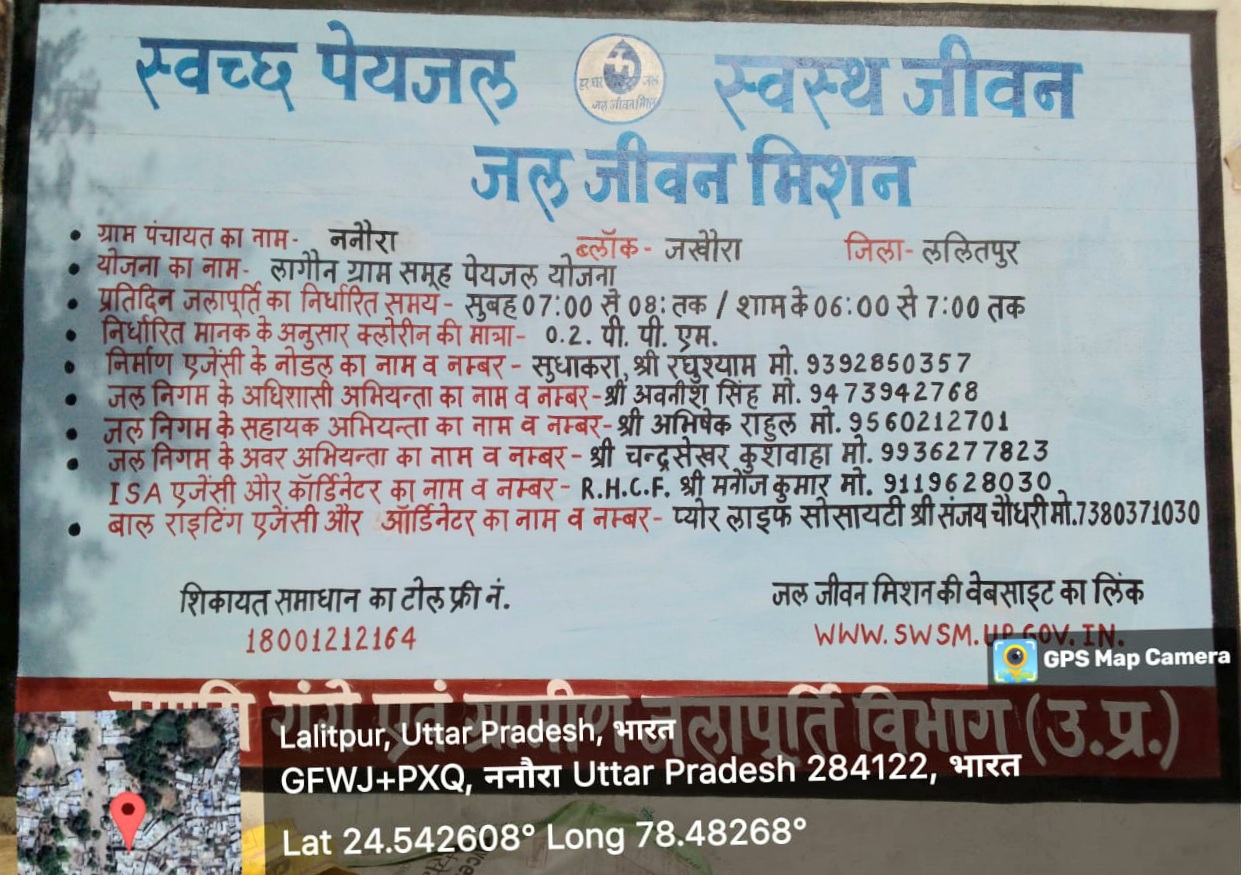 स्वच्छ पेयजल स्वस्थ जीवन
हर घर जल
जल जीवन मिशन
जल जीवन मिशन
• ग्राम पंचायत का नाम- ननौरा ब्लॉक- जखौरा जिला- ललितपुर
• योजना का नाम- लागौन ग्राम समूह पेयजल योजना
• प्रतिदिन जलापूर्ति का निर्धारित समय- सुबह 07:00 से 08: तक / शाम के 06:00 से 7:00 तक
• निर्धारित मानक के अनुसार क्लोरीन की मात्रा- 0.2. पी. पी. एम.
• निर्माण एजेंसी के नोडल का नाम व नम्बर- सुधाकरा, श्री रघुश्याम मो. 9392850357
• जल निगम के अधिशासी अभियन्ता का नाम व नम्बर-श्री अवनीश सिंह मो. 9473942768
• जल निगम के सहायक अभियन्ता का नाम व नम्बर-श्री अभिषेक राहुल मो. 9560212701
• जल निगम के अवर अभियन्ता का नाम व नम्बर- श्री चन्द्रसेखर कुशवाहा मो. 9936277823
• ISA एजेंसी और कॉर्डिनेटर का नाम व नम्बर- R.H.C.F. श्री मनोज कुमार मो. 9119628030
• बाल राइटिंग एजेंसी और ऑर्डिनेटर का नाम व नम्बर- प्योर लाइफ सोसायटी श्री संजय चौधरी मो.7380371030
शिकायत समाधान का टोल फ्री नं. जल जीवन मिशन की वेबसाइट का लिंक
18001212164 WWW.SWSM.UP.GOV.IN.
GPS Map Camera
गंगे एवं ग्रामीण जलापूर्ति विभाग (उ.प्र.)
Lalitpur, Uttar Pradesh, भारत
GFWJ+PXQ, ननौरा Uttar Pradesh 284122, भारत
Lat 24.542608° Long 78.48268°